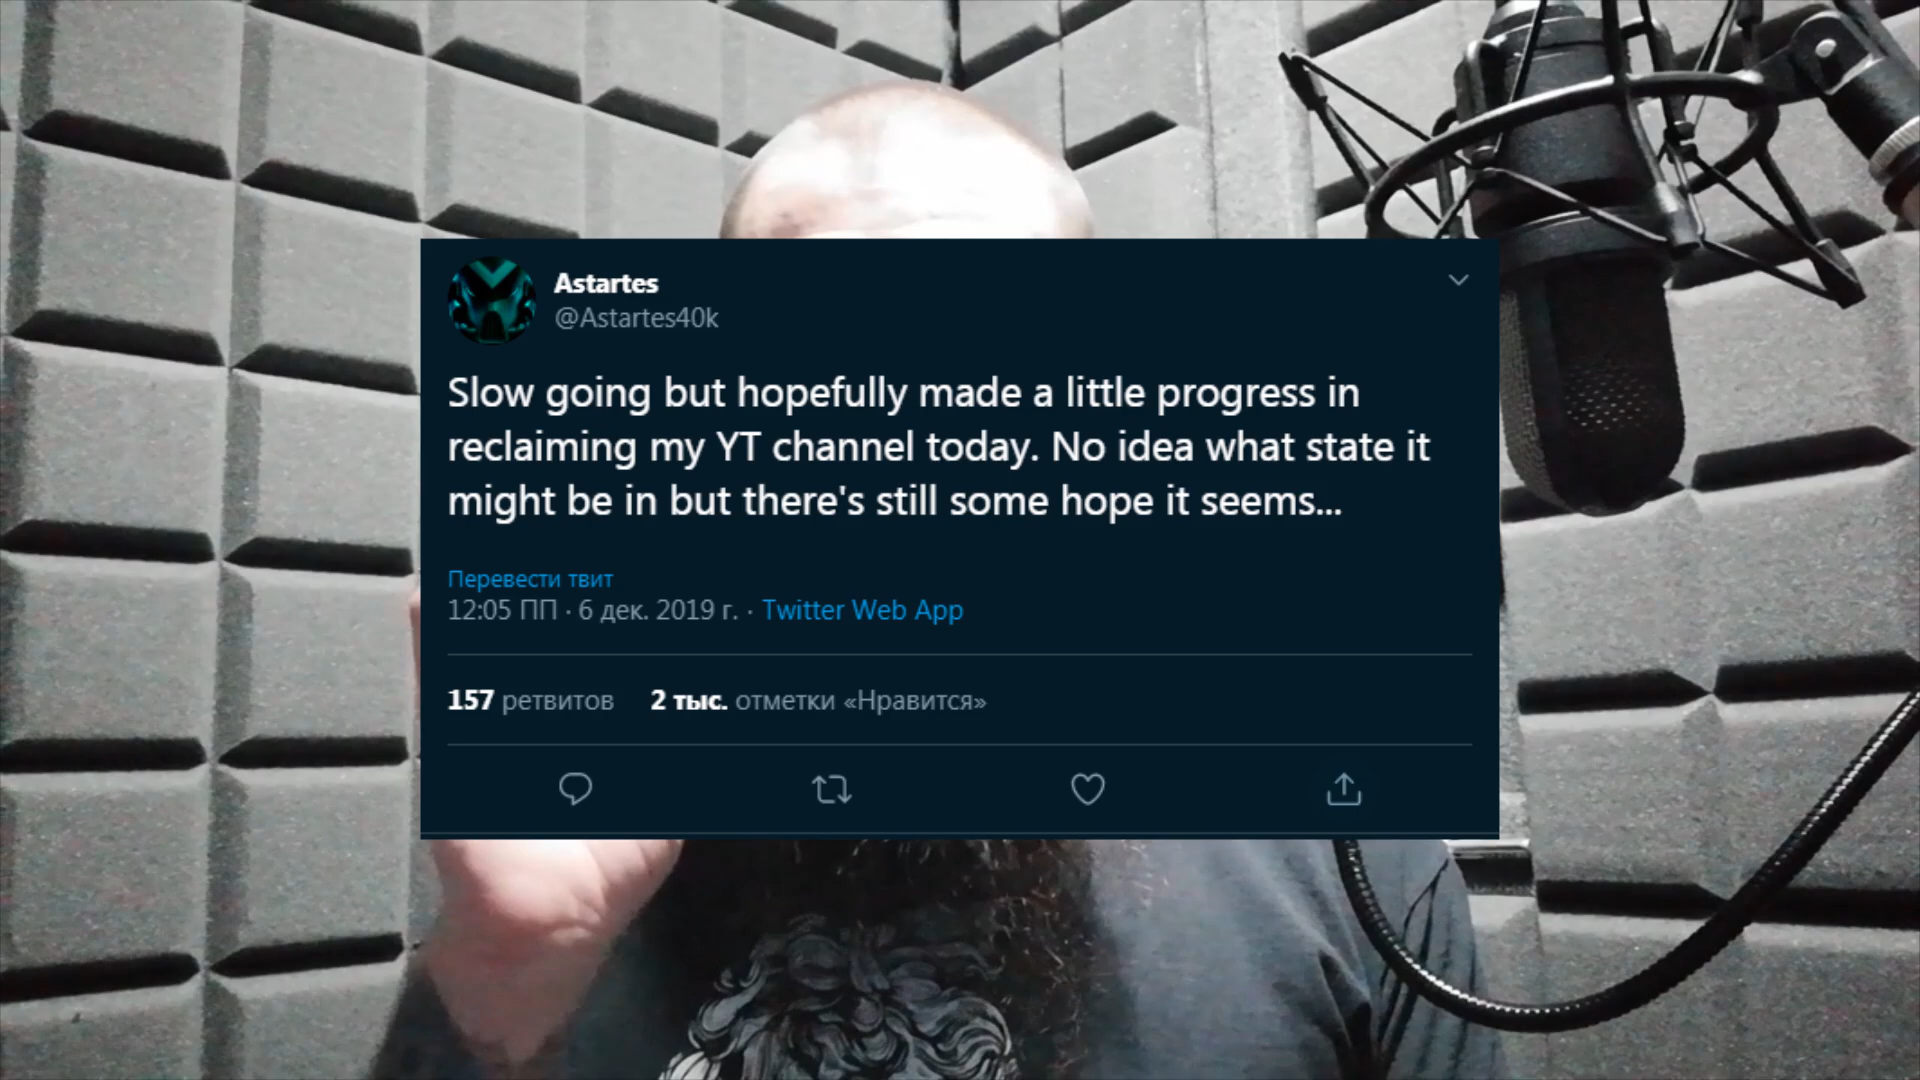 Astartes
@Astartes40k
Slow going but hopefully made a little progress in
reclaiming my YT channel today. No idea what state it
might be in but there's still some hope it seems...
Перевести твит
12:05 ПП · 6 дек. 2019 г. · Twitter Web App
157 ретвитов 2 тыс. отметки «Нравится»